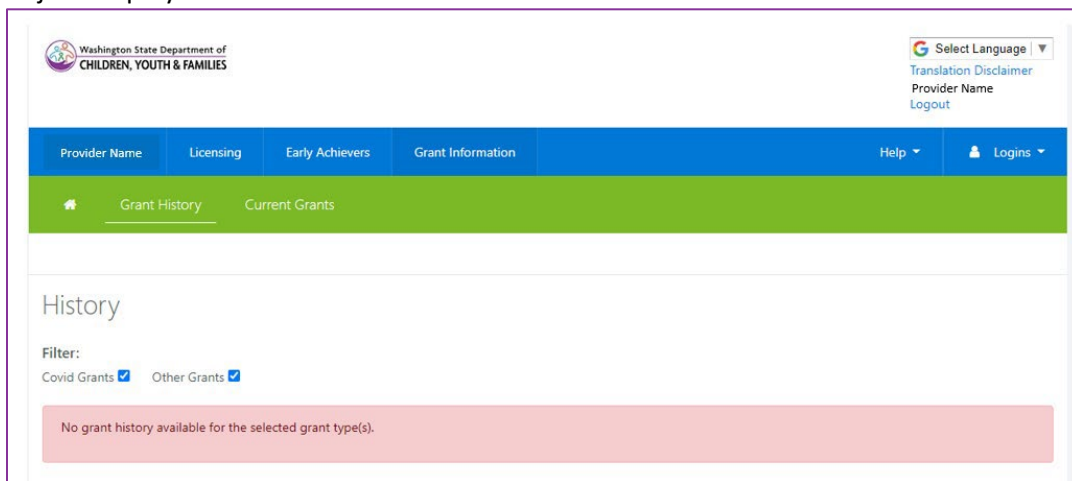 Washington State Department of
CHILDREN, YOUTH & FAMILIES
Select Language ▼
Translation Disclaimer
Provider Name
Logout
Provider Name Licensing Early Achievers Grant Information Help Logins
Grant History Current Grants
History
Filter:
Covid Grants Other Grants
No grant history available for the selected grant type(s).